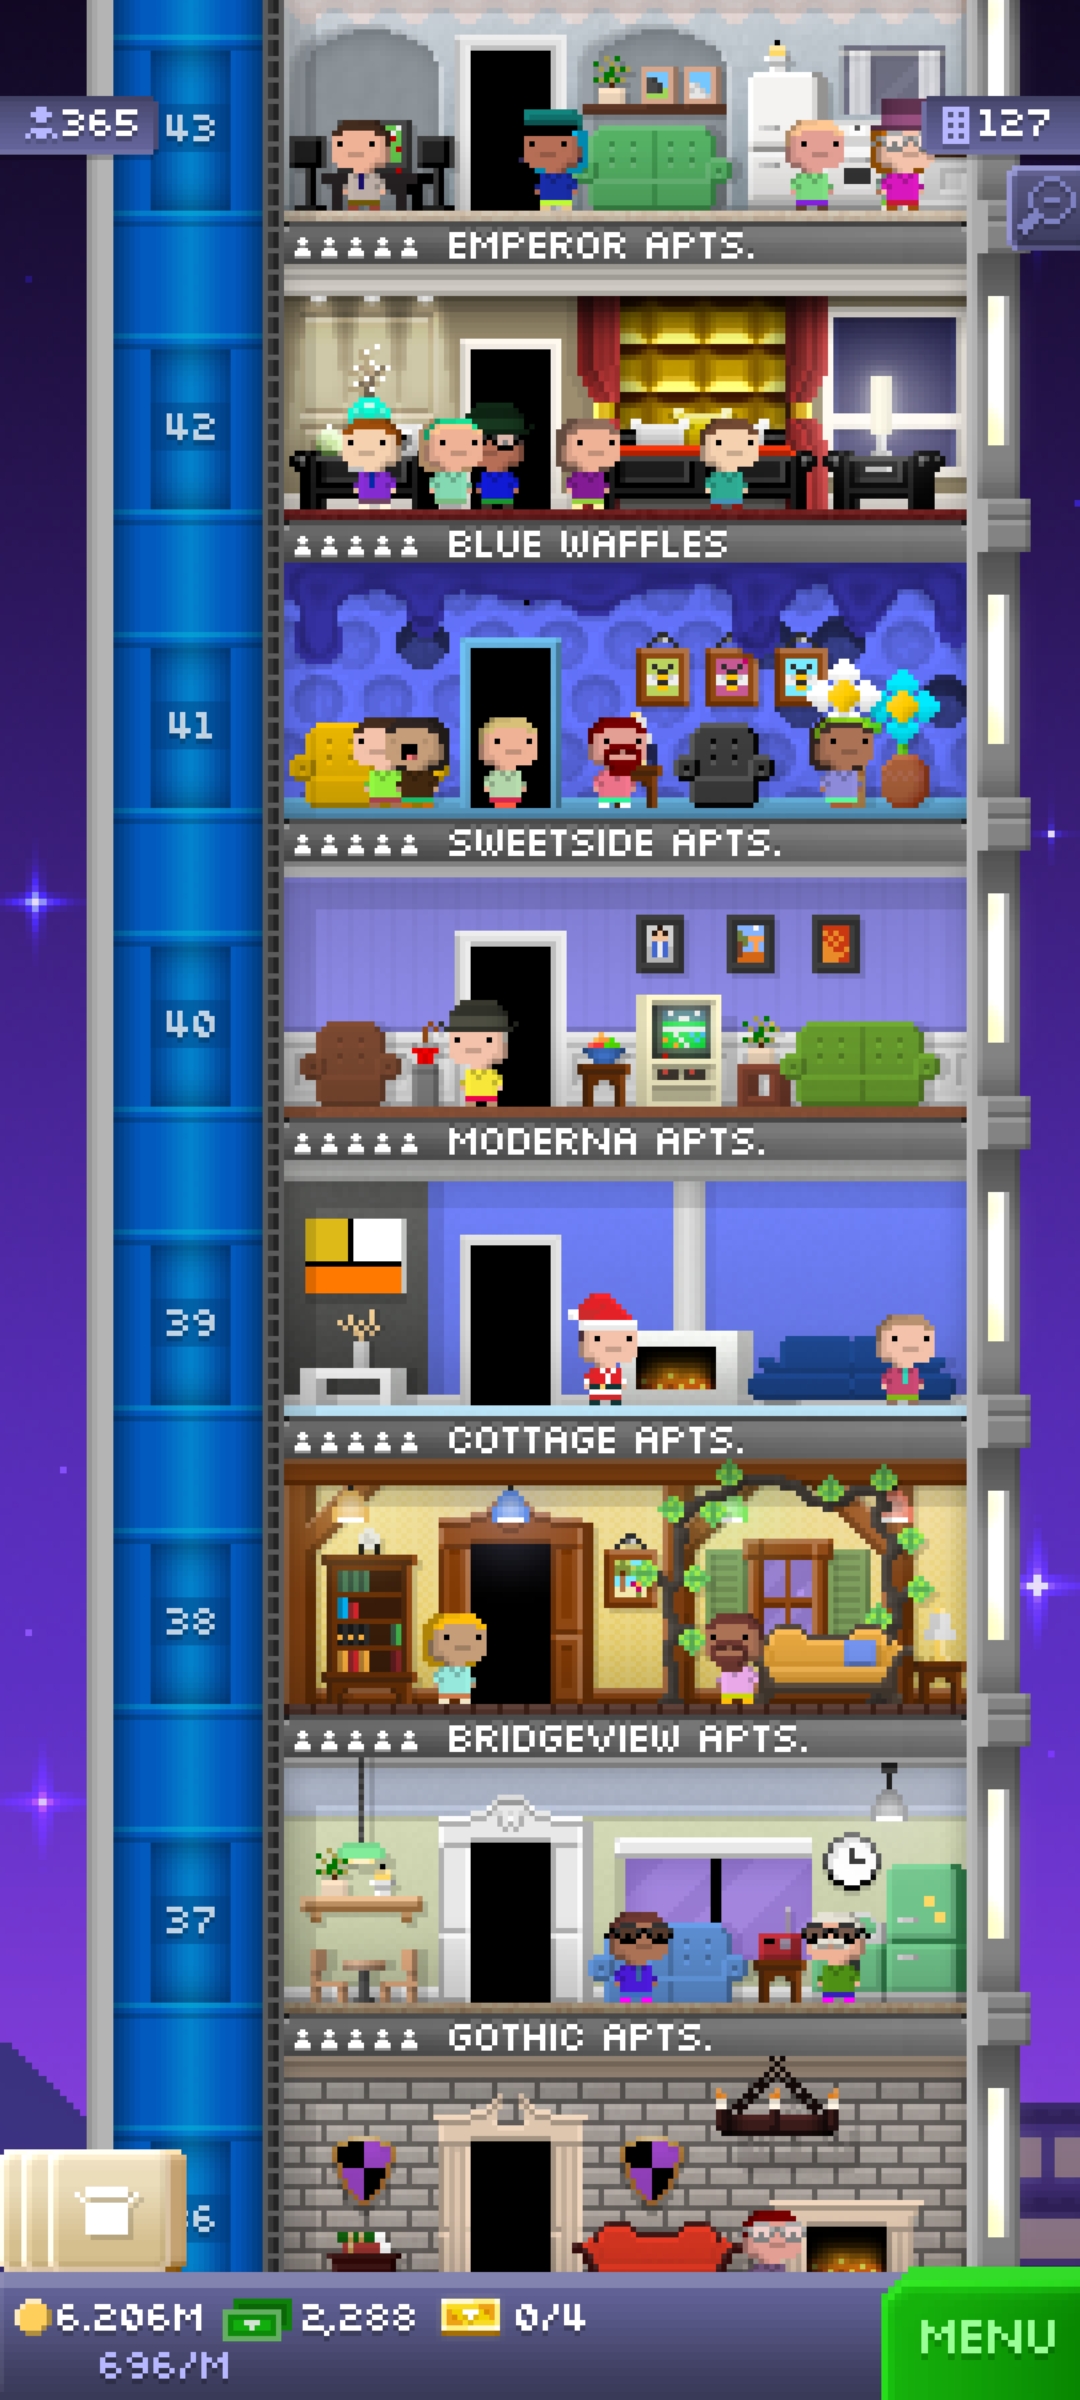 365
43
127
EMPEROR APTS.
42
BLUE WAFFLES
41
SWEETSIDE APTS.
40
MODERNA APTS.
39
COTTAGE APTS.
38
BRIDGEVIEW APTS.
37
GOTHIC APTS.
6.206M
2,288
0/4
MENU
696/M